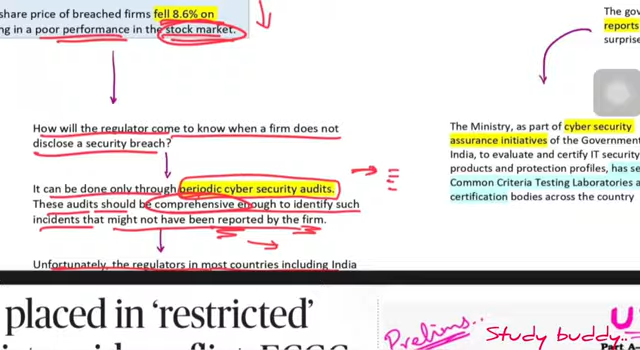 share price of breached firms fell 8.6% on
ng in a poor performance in the stock market.
How will the regulator come to know when a firm does not
disclose a security breach?
It can be done only through periodic cyber security audits.
These audits should be comprehensive enough to identify such
incidents that might not have been reported by the firm.
Unfortunately, the regulators in most countries including India
The gov
reports
surprise
The Ministry, as part of cyber security
assurance initiatives of the Government
India, to evaluate and certify IT security
products and protection profiles, has se
Common Criteria Testing Laboratories a
certification bodies across the country
placed in 'restricted'
Prelims..
Study buddy..
Part A-